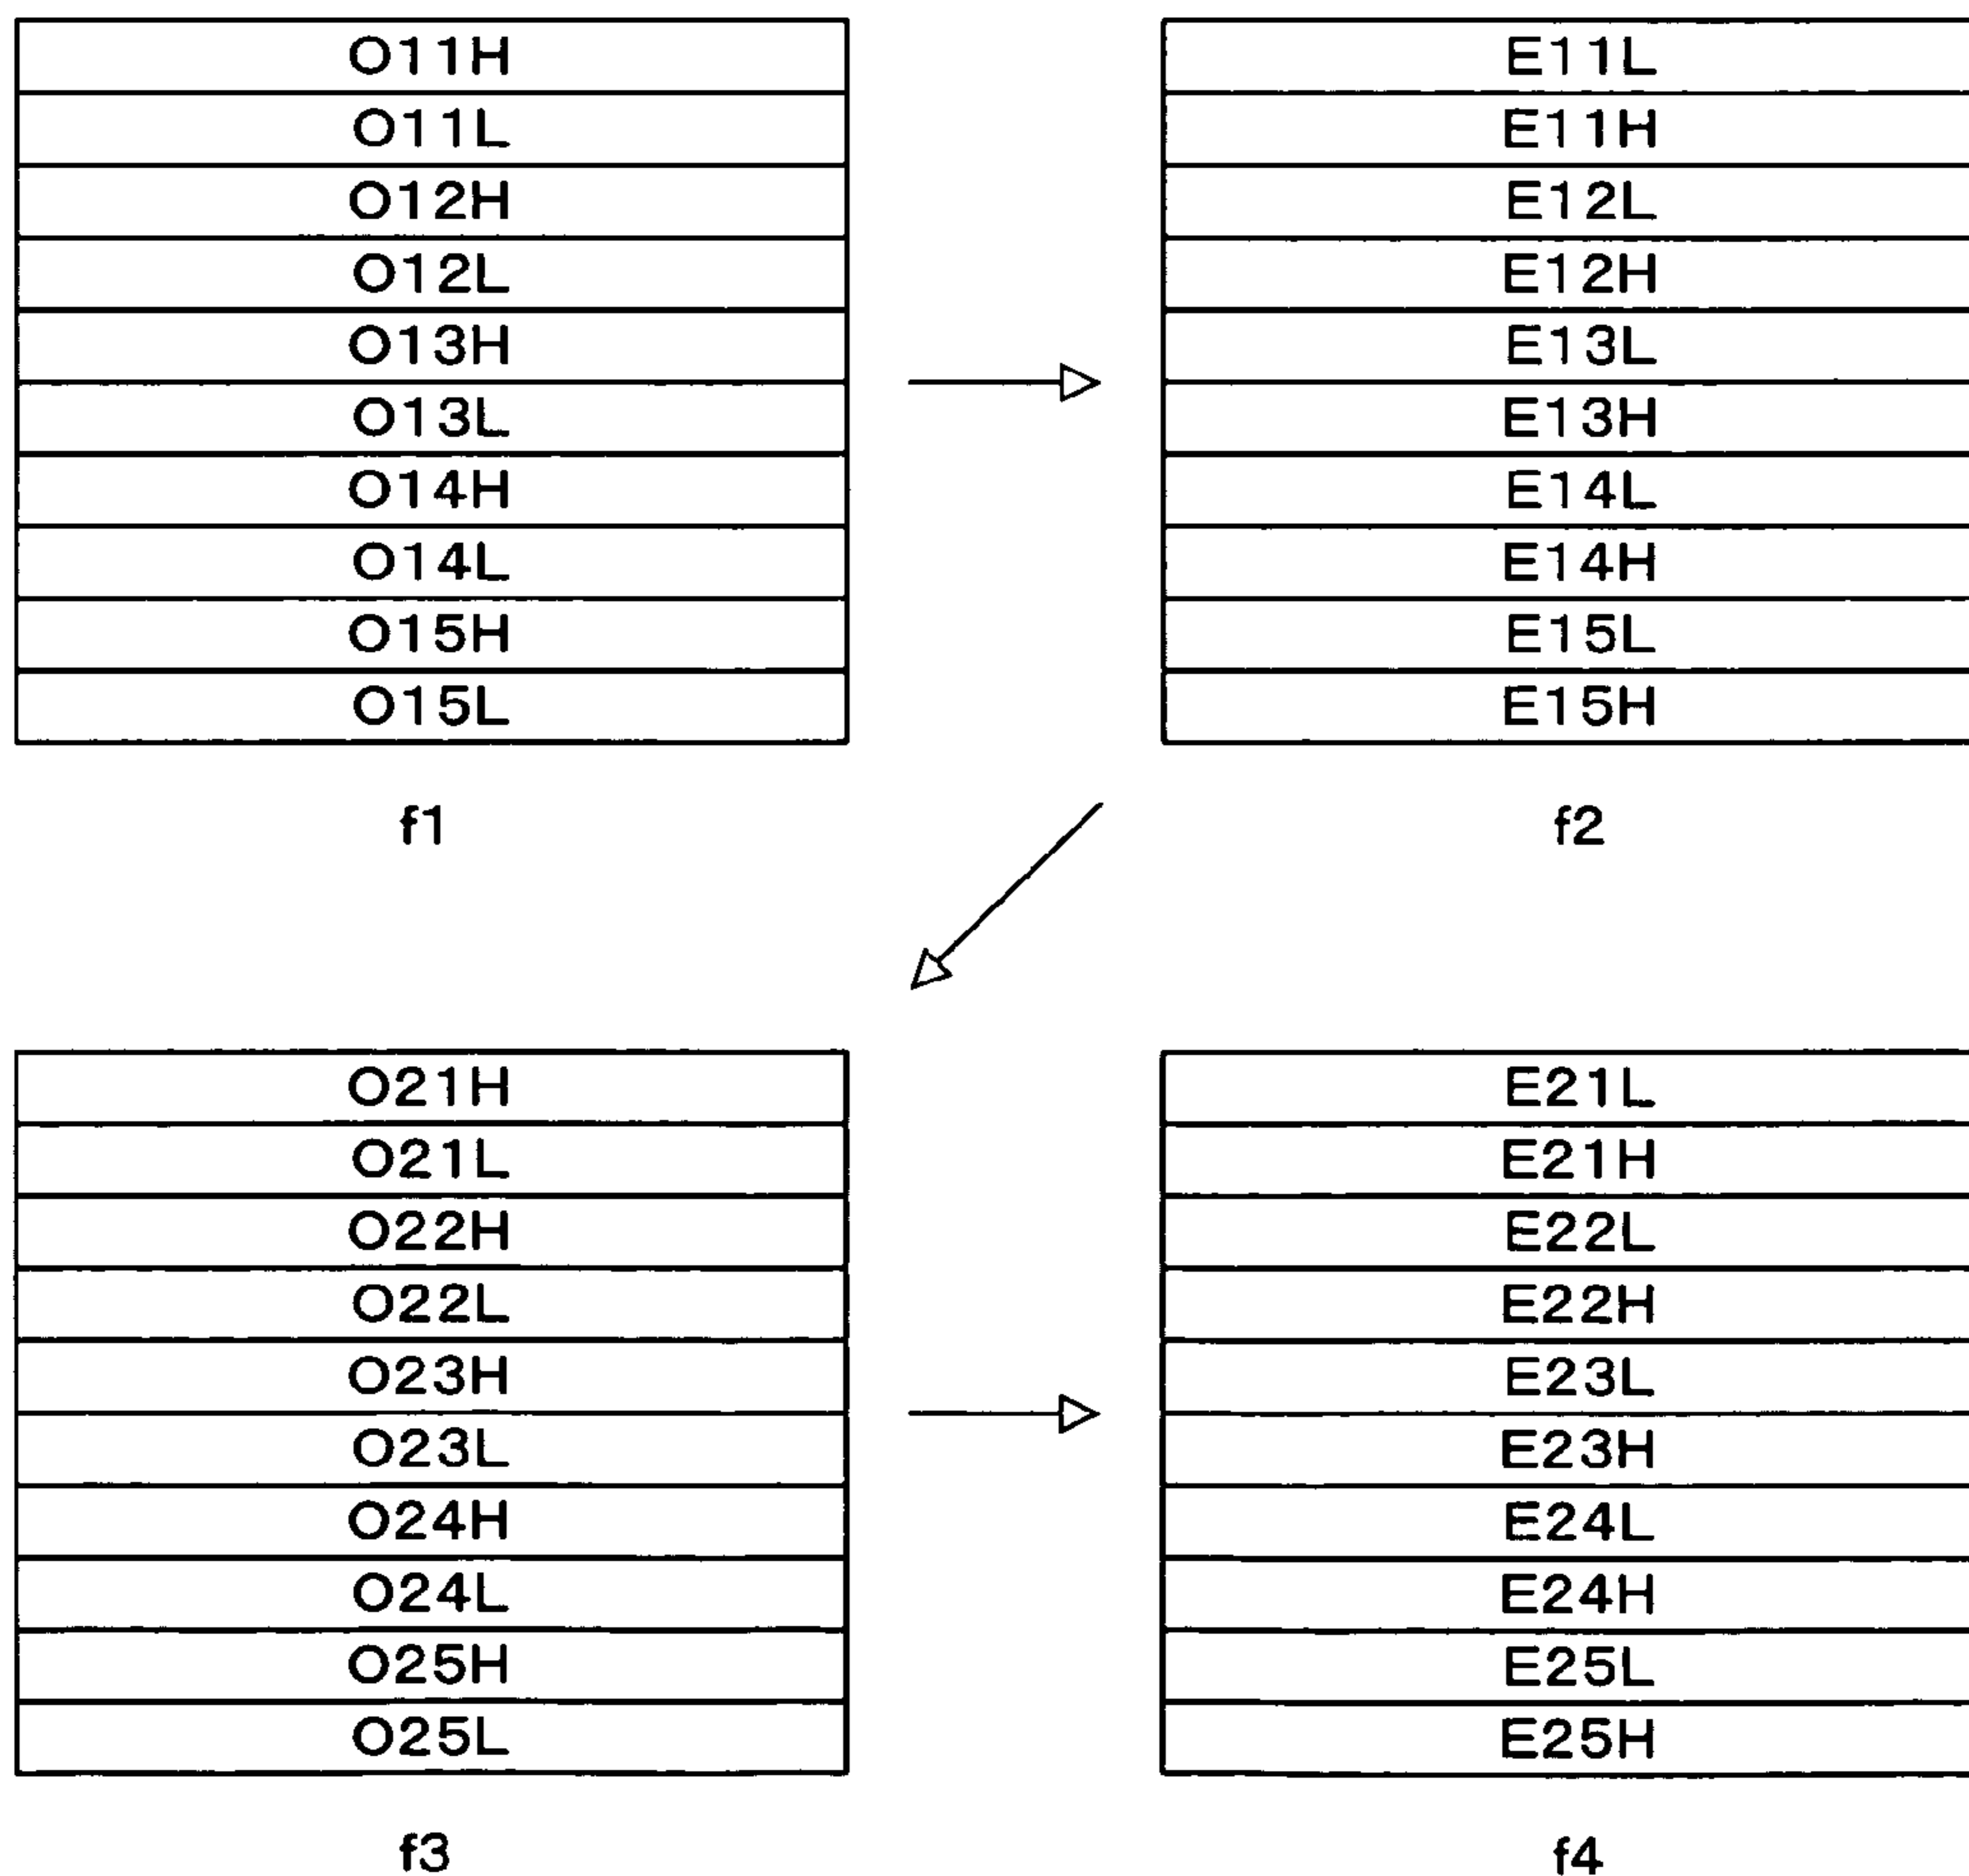 O11H
O11L
O12H
O12L
O13H
O13L
O14H
O14L
O15H
O15L
f1
E11L
E11H
E12L
E12H
E13L
E13H
E14L
E14H
E15L
E15H
f2
O21H
O21L
O22H
O22L
O23H
O23L
O24H
O24L
O25H
O25L
f3
E21L
E21H
E22L
E22H
E23L
E23H
E24L
E24H
E25L
E25H
f4